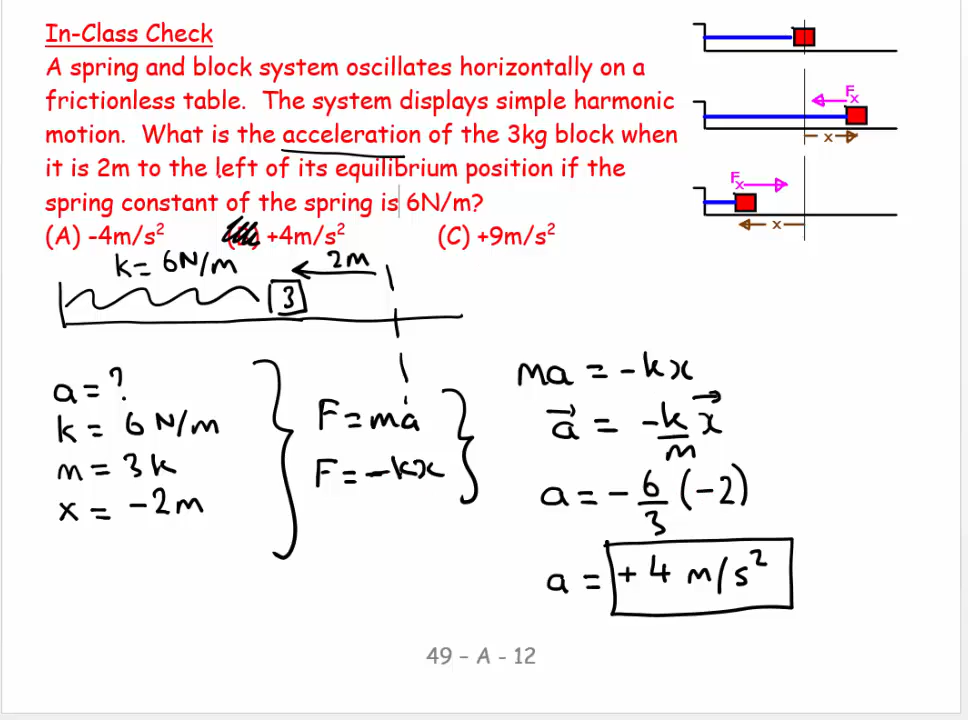 In-Class Check
A spring and block system oscillates horizontally on a
frictionless table. The system displays simple harmonic
motion. What is the acceleration of the 3kg block when
it is 2m to the left of its equilibrium position if the
spring constant of the spring is 6N/m?
(A) -4m/s² +4m/s² (C) +9m/s²
Fx
x
Fx
x
k= 6N/m
2m
3
a = ?
k = 6 N/m
m = 3k
x = -2m
F = ma
F = -kx
ma = -kx
a = -k/m x
a = - 6/3 (-2)
a = +4 m/s²
49 – A - 12